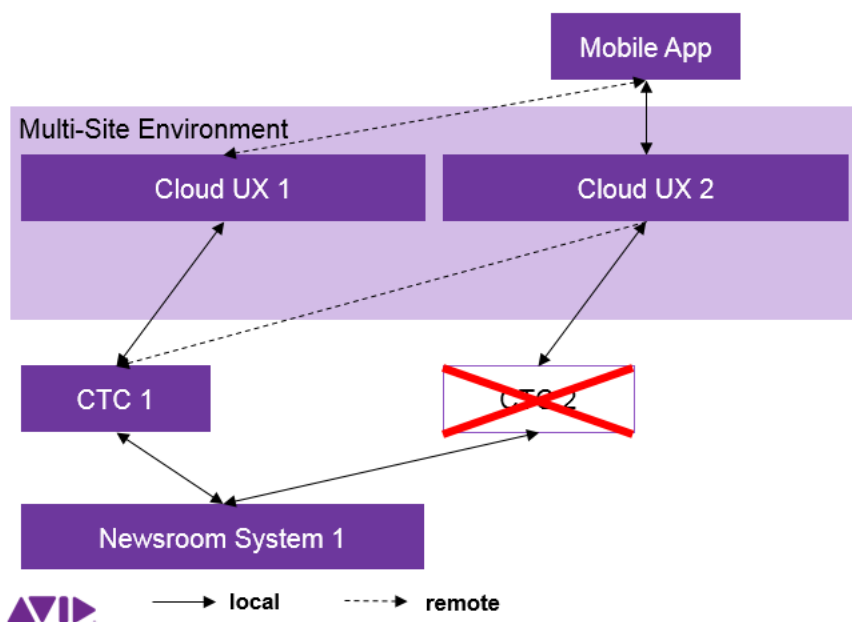 Mobile App
Multi-Site Environment
Cloud UX 1
Cloud UX 2
CTC 1
CTC 2
Newsroom System 1
AVID
local
remote